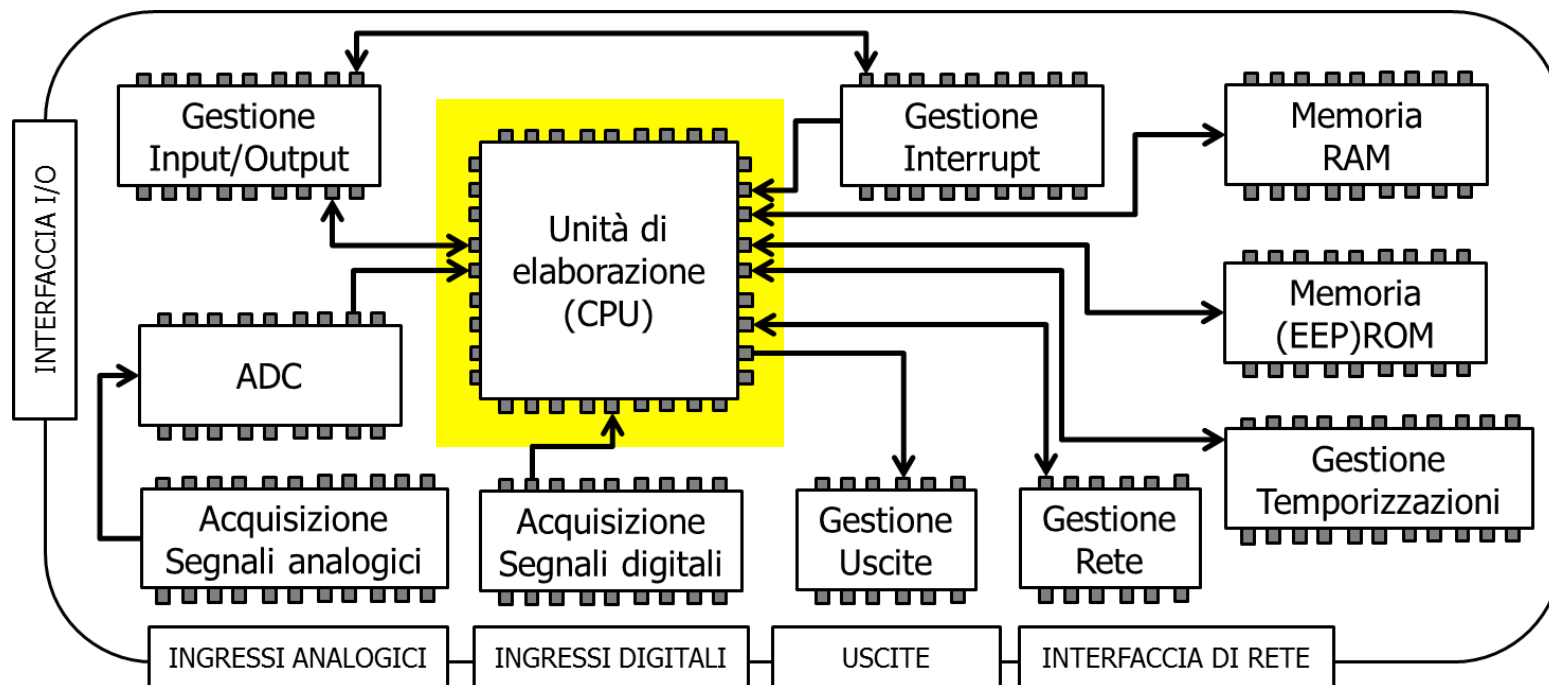 Gestione
Input/Output
Gestione
Interrupt
Memoria
RAM
INTERFACCIA I/O
Unità di
elaborazione
(CPU)
Memoria
(EEP)ROM
ADC
Gestione
Temporizzazioni
Acquisizione
Segnali analogici
Acquisizione
Segnali digitali
Gestione
Uscite
Gestione
Rete
INGRESSI ANALOGICI
INGRESSI DIGITALI
USCITE
INTERFACCIA DI RETE